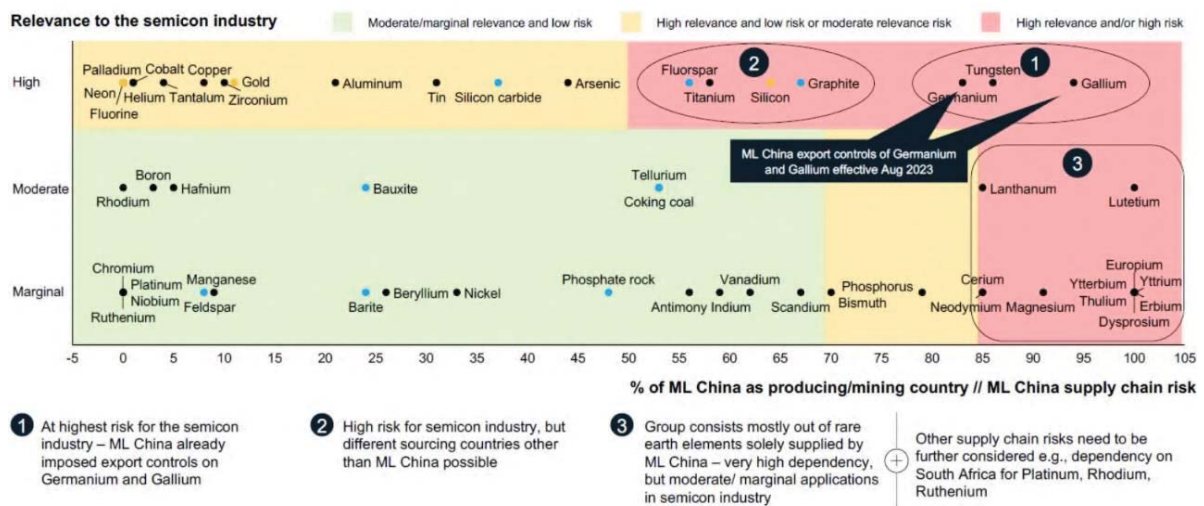 Relevance to the semicon industry
Moderate/marginal relevance and low risk
High relevance and low risk or moderate relevance risk
High relevance and/or high risk
High
Palladium
Cobalt
Copper
Gold
Neon
Helium
Tantalum
Zirconium
Fluorine
Aluminum
Tin
Silicon carbide
Arsenic
2
Fluorspar
Titanium
Silicon
Graphite
1
Tungsten
Germanium
Gallium
ML China export controls of Germanium
and Gallium effective Aug 2023
3
Moderate
Boron
Rhodium
Hafnium
Bauxite
Tellurium
Coking coal
Lanthanum
Lutetium
Marginal
Chromium
Platinum
Niobium
Ruthenium
Manganese
Feldspar
Barite
Beryllium
Nickel
Phosphate rock
Antimony
Indium
Vanadium
Scandium
Phosphorus
Bismuth
Cerium
Neodymium
Magnesium
Europium
Ytterbium
Yttrium
Thulium
Erbium
Dysprosium
-5 0 5 10 15 20 25 30 35 40 45 50 55 60 65 70 75 80 85 90 95 100 105
% of ML China as producing/mining country // ML China supply chain risk
1 At highest risk for the semicon
industry – ML China already
imposed export controls on
Germanium and Gallium
2 High risk for semicon industry, but
different sourcing countries other
than ML China possible
3 Group consists mostly out of rare
earth elements solely supplied by
ML China – very high dependency,
but moderate/ marginal applications
in semicon industry
+
Other supply chain risks need to be
further considered e.g., dependency on
South Africa for Platinum, Rhodium,
Ruthenium